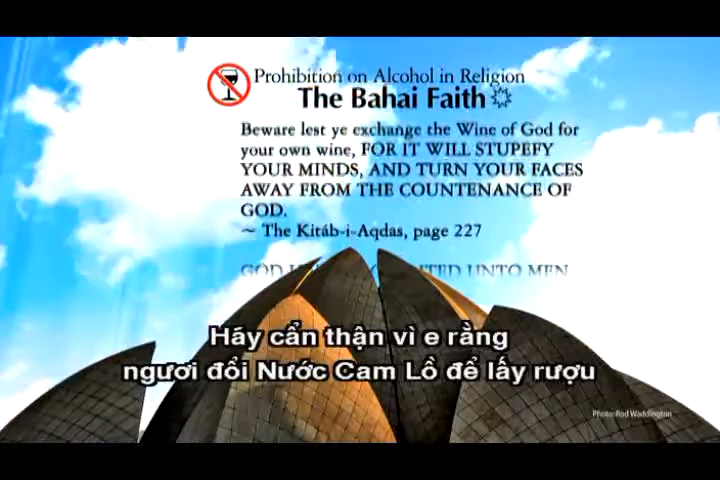 Prohibition on Alcohol in Religion
The Bahai Faith
Beware lest ye exchange the Wine of God for
your own wine, FOR IT WILL STUPEFY
YOUR MINDS, AND TURN YOUR FACES
AWAY FROM THE COUNTENANCE OF
GOD.
~ The Kitáb-i-Aqdas, page 227
GOD UNTO MEN
Háy cẩn thận vì e rằng
ngươi đổi Nước Cam Lồ để lấy rượu
Photo: Rod Waddington